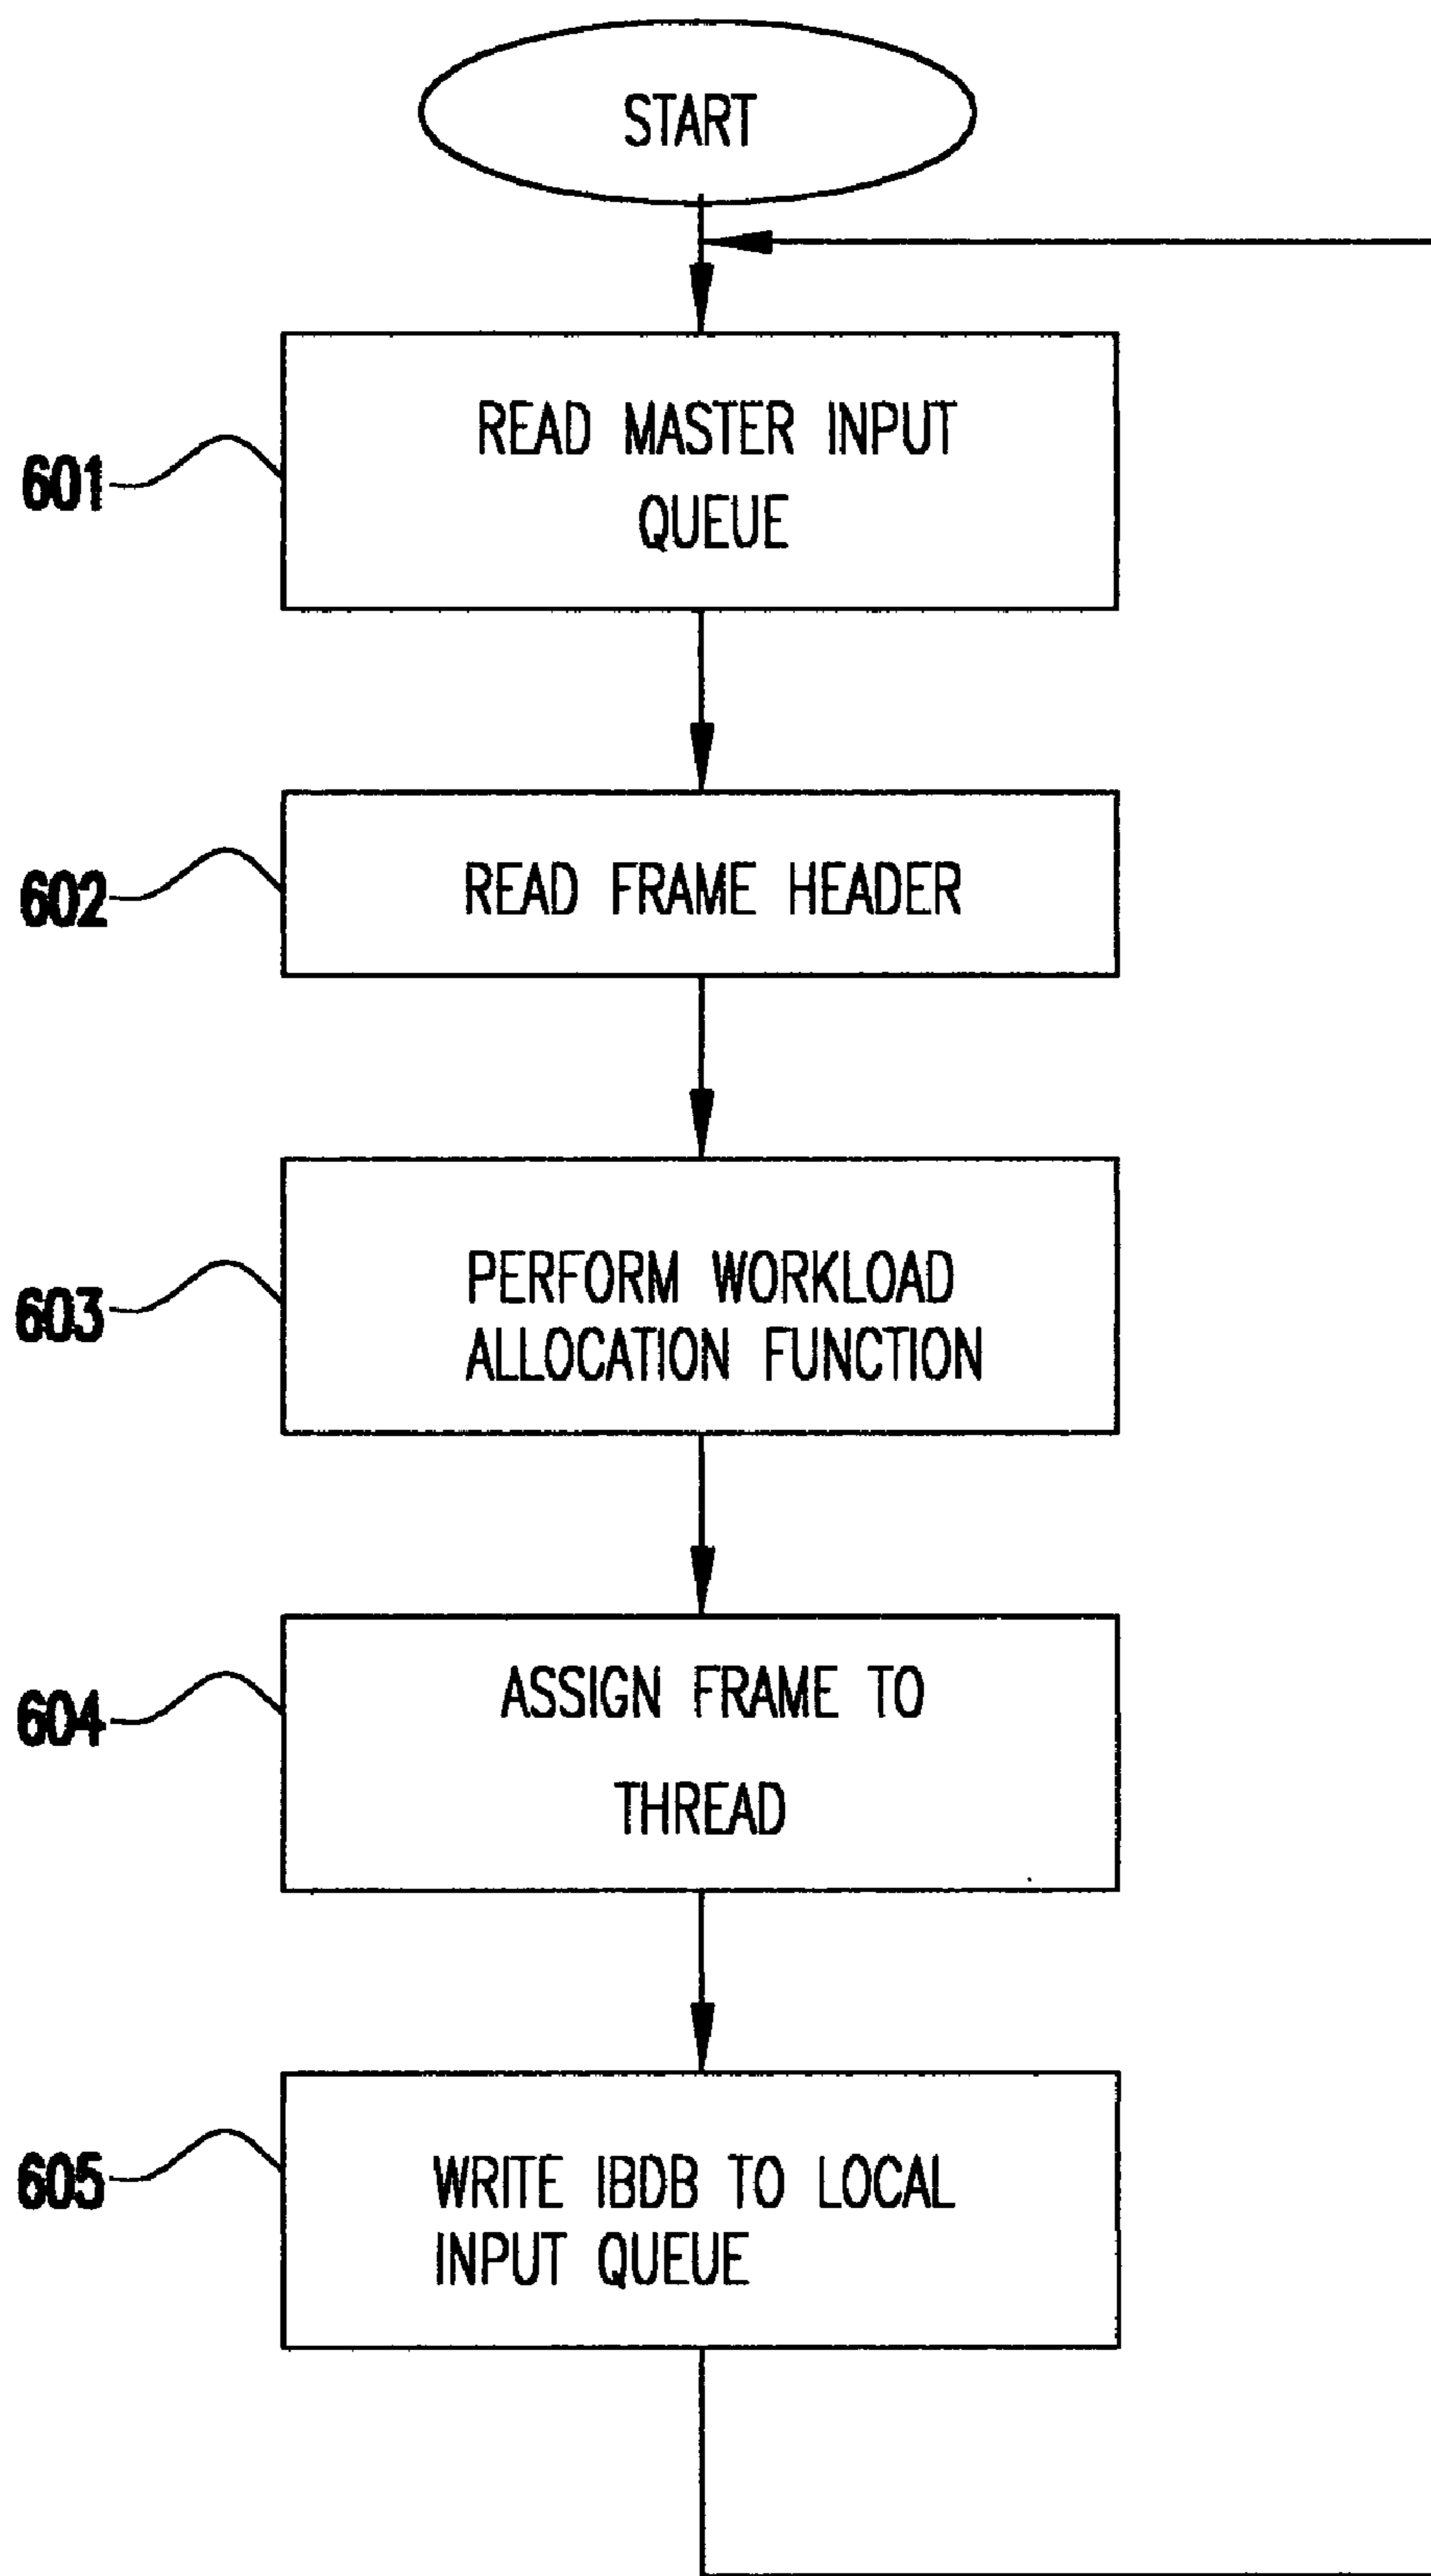 START
READ MASTER INPUT
QUEUE
601
READ FRAME HEADER
602
PERFORM WORKLOAD
ALLOCATION FUNCTION
603
ASSIGN FRAME TO
THREAD
604
WRITE IBDB TO LOCAL
INPUT QUEUE
605